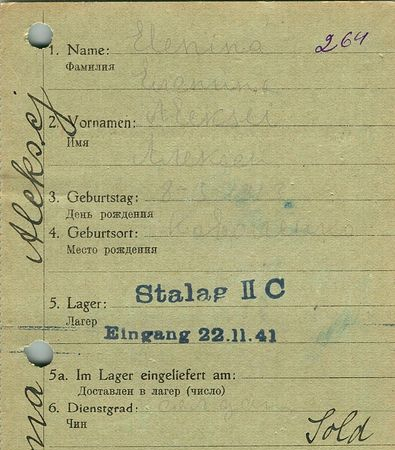 264
1. Name: Elenina
Фамилия
2. Vornamen: Aleksei
Имя
Алексей
3. Geburtstag:
День рождения
4. Geburtsort:
Место рождения
5. Lager: Stalag II C
Лагер
Eingang 22.11.41
5a. Im Lager eingeliefert am:
Доставлен в лагер (число)
6. Dienstgrad:
Чин
Sold
Aleksej